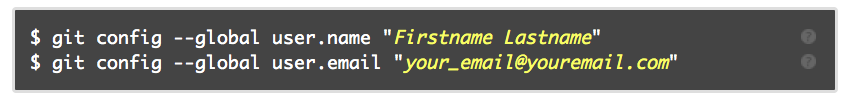 $ git config --global user.name "Firstname Lastname"
$ git config --global user.email "your_email@youremail.com"